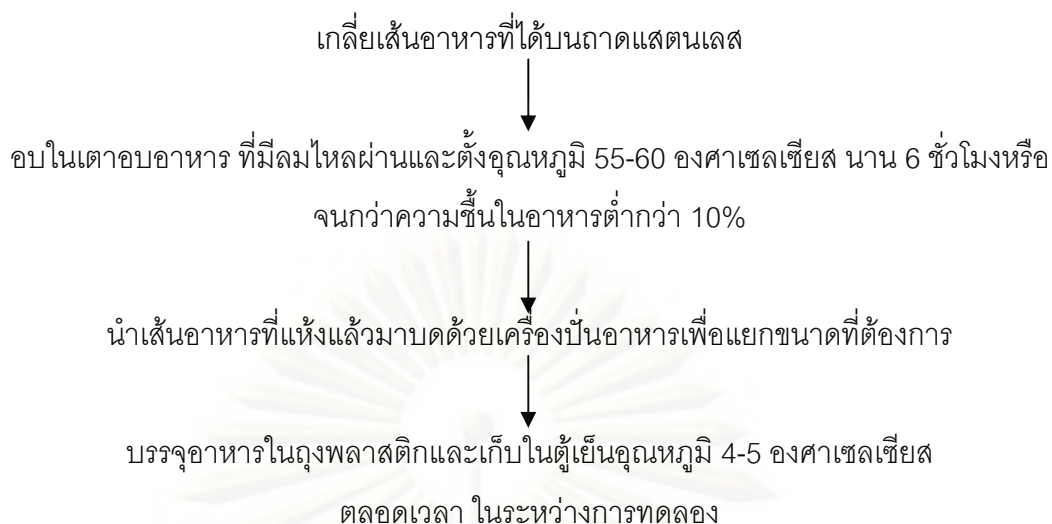 เกลี่ยเส้นอาหารที่ได้บนถาดแสตนเลส
อบในเตาอบอาหาร ที่มีลมไหลผ่านและตั้งอุณหภูมิ 55-60 องศาเซลเซียส นาน 6 ชั่วโมงหรือ
จนกว่าความชื้นในอาหารต่ำกว่า 10%
นำเส้นอาหารที่แห้งแล้วมาบดด้วยเครื่องปั่นอาหารเพื่อแยกขนาดที่ต้องการ
บรรจุอาหารในถุงพลาสติกและเก็บในตู้เย็นอุณหภูมิ 4-5 องศาเซลเซียส
ตลอดเวลา ในระหว่างการทดลอง